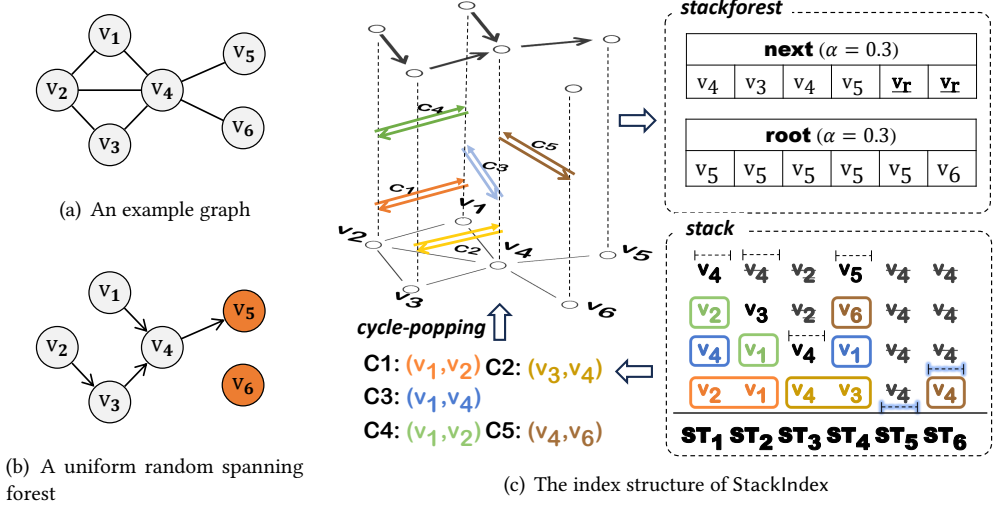 v1
v2
v4
v5
v3
v6
(a) An example graph
v1
v5
v2
v4
v6
v3
(b) A uniform random spanning
forest
C4
C5
C3
C1
v1
v2
C2
v4
v5
v3
v6
cycle-popping
C1: (v1,v2) C2: (v3,v4)
C3: (v1,v4)
C4: (v1,v2) C5: (v4,v6)
stackforest
next (α = 0.3)
v4 v3 v4 v5 vr vr
root (α = 0.3)
v5 v5 v5 v5 v5 v6
stack
v4 v4 v2 v5 v4 v4
v2 v3 v2 v6 v4 v4
v4 v1 v4 v1 v4 v4
v2 v1 v4 v3 v4 v4
ST1 ST2 ST3 ST4 ST5 ST6
(c) The index structure of StackIndex